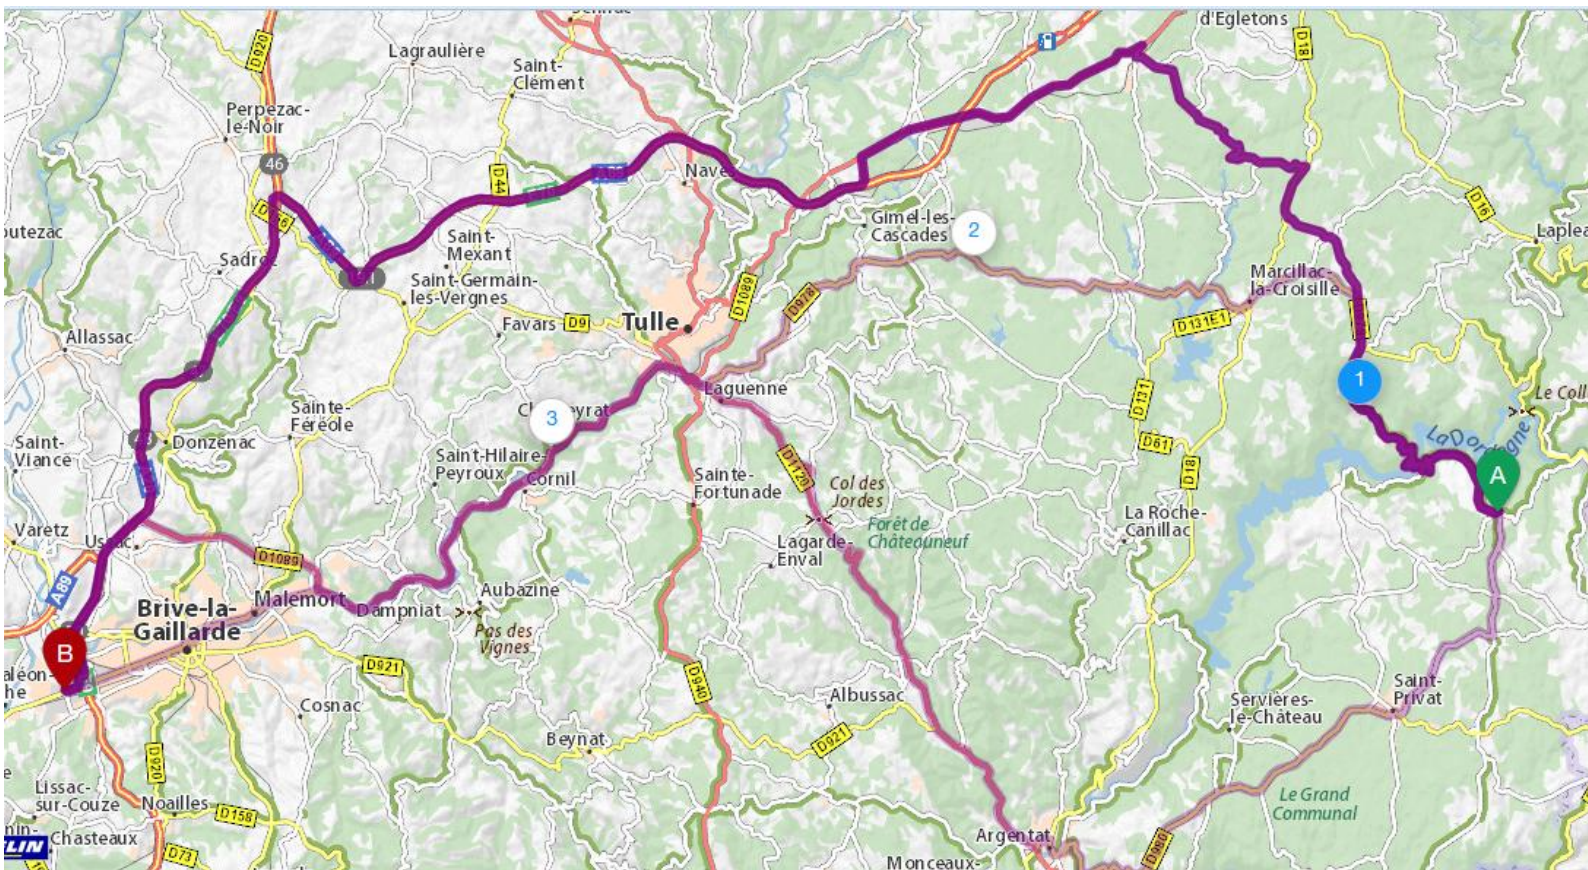 d'Egletons
Senilhac
D920
Lagraulière
Saint-
Clément
D18
Perpezac-
le-Noir
46
D44
Naves
D16
Gimel-les-
Cascades
2
Saint-
Mexant
Sadroc
Saint-Germain-
les-Vergnes
Marcillac-
la-Croisille
D978
D1089
Allassac
Favars
D9
Tulle
D131E1
1
Laguenne
Le Coll
D131
Sainte-
Féréole
3
La Dordogne
Saint-
Viance
Donzenac
D61
Saint-Hilaire-
Peyroux
Cornil
D1120
D18
A
Sainte-
Fortunade
Col des
Jordes
La Roche-
Canillac
Forêt de
Châteauneuf
Varetz
Ussac
Lagarde-
Enval
D1089
A89
Aubazine
Malemort
Dampniat
Brive-la-
Gaillarde
Pas des
Vignes
B
D921
D940
Saint-
Privat
Albussac
Servières-
le-Château
Cosnac
Beynat
D921
D920
Lissac-
sur-Couze
Noailles
D158
Le Grand
Communal
Chasteaux
Argentat
D980
D73
Monceaux-